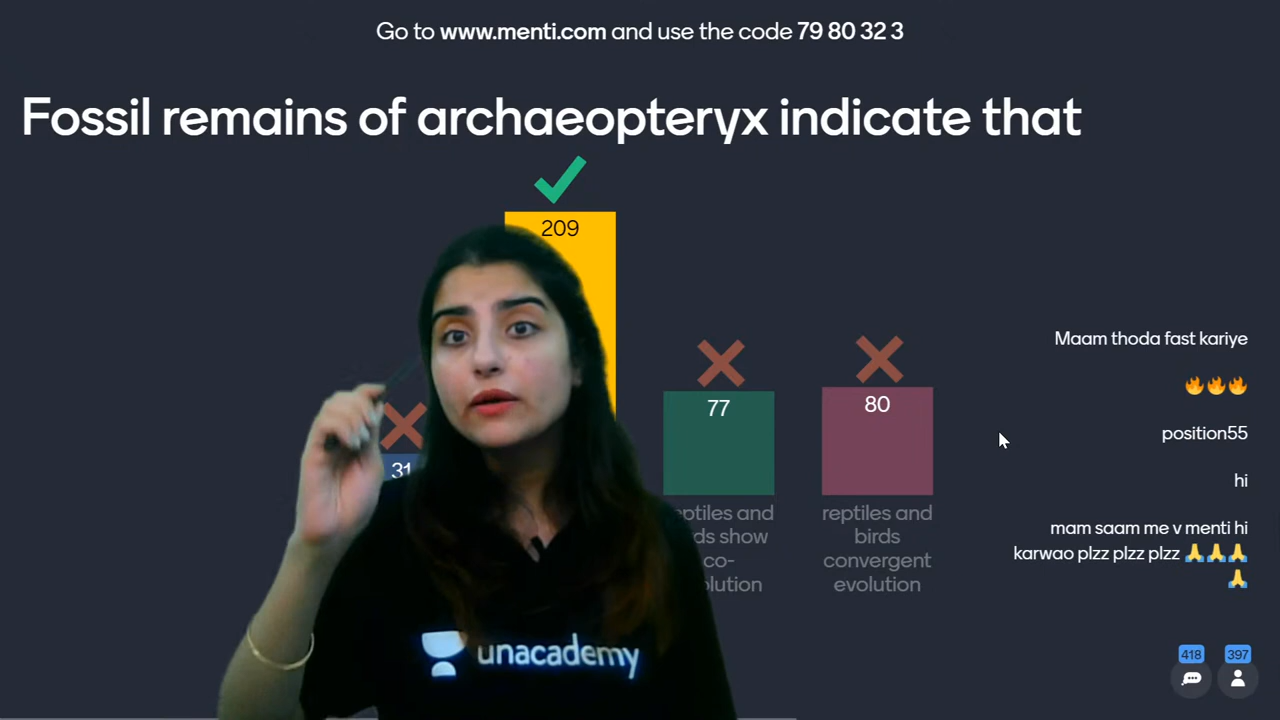 Go to www.menti.com and use the code 79 80 32 3
Fossil remains of archaeopteryx indicate that
209
31
77
80
show
co-
reptiles and
birds
convergent
evolution
Maam thoda fast kariye
🔥🔥🔥
position55
hi
mam saam me v menti hi
karwao plzz plzz plzz 🙏🙏🙏
🙏
unacademy
418
397